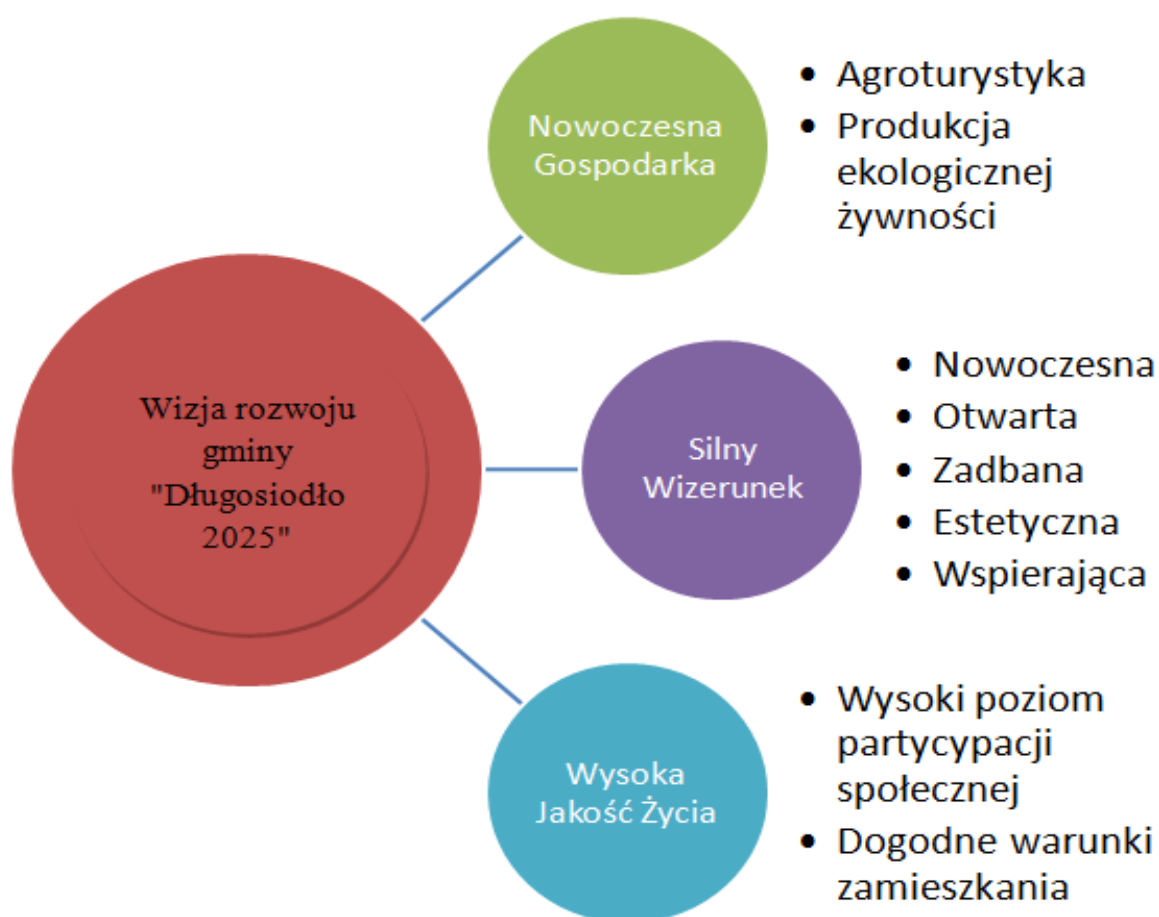 Nowoczesna
Gospodarka
• Agroturystyka
• Produkcja
ekologicznej
żywności
Wizja rozwoju
gminy
"Długosiodło
2025"
Silny
Wizerunek
• Nowoczesna
• Otwarta
• Zadbana
• Estetyczna
• Wspierająca
Wysoka
Jakość Życia
• Wysoki poziom
partycypacji
społecznej
• Dogodne warunki
zamieszkania